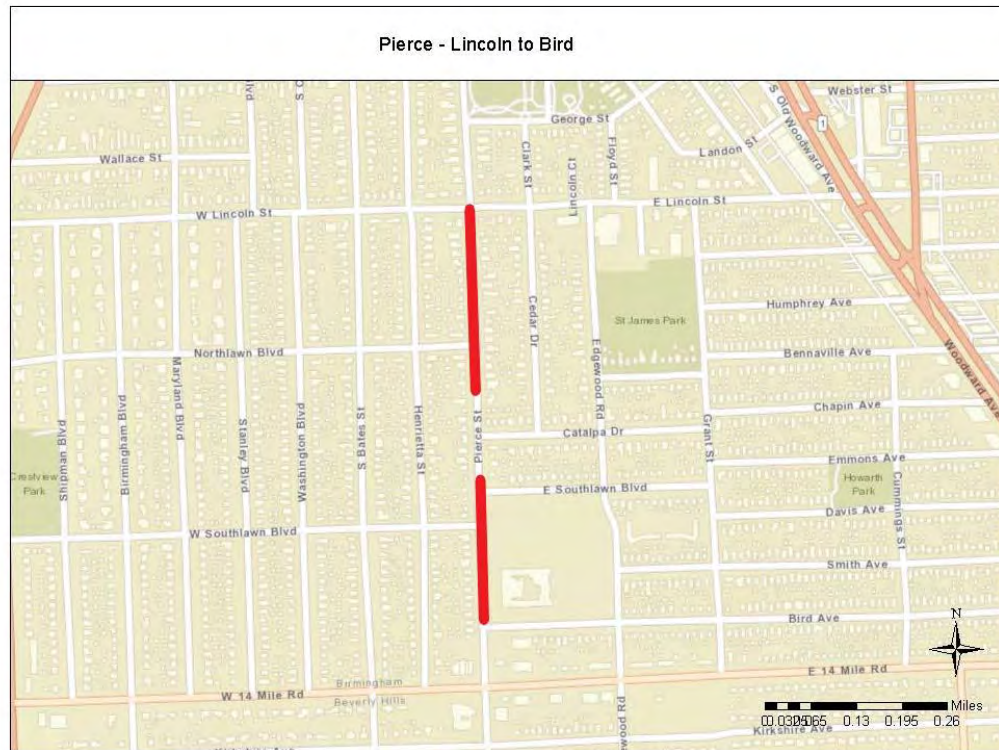 Pierce - Lincoln to Bird
Webster St
George St
S Old Woodward Ave
1
Landon St
Wallace St
Clark St
Floyd St
Lincoln Ct
W Lincoln St
E Lincoln St
Humphrey Ave
Cedar Dr
St James Park
Northlawn Blvd
Bennaville Ave
Woodward Ave
Edgewood Rd
Maryland Blvd
Chapin Ave
Shipman Blvd
Birmingham Blvd
Stanley Blvd
Washington Blvd
S Bates St
Henrietta St
Pierce St
Catalpa Dr
Grant St
Emmons Ave
Crestview
Park
E Southlawn Blvd
Howarth
Park
Cummings St
Davis Ave
W Southlawn Blvd
Smith Ave
Bird Ave
N
E 14 Mile Rd
Birmingham
W 14 Mile Rd
Beverly Hills
Miles
0.13
0.195
0.26
Kirkshire Ave